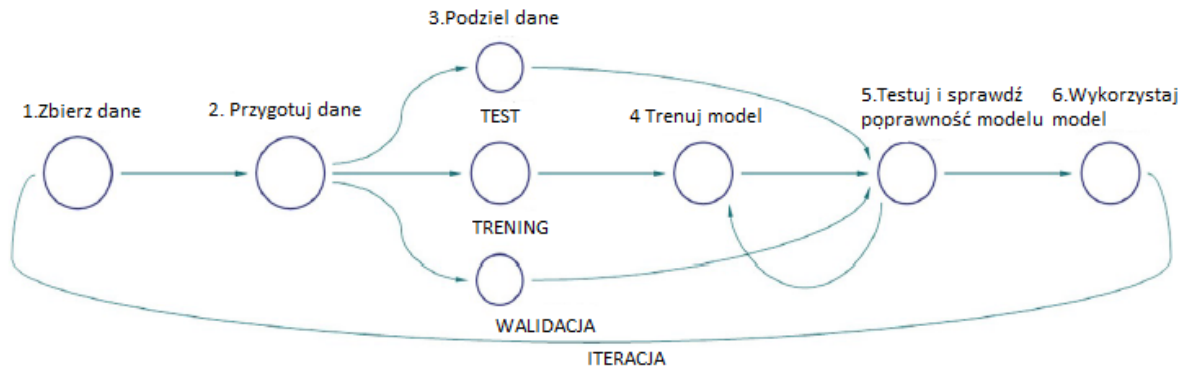 3.Podziel dane
1.Zbierz dane
2. Przygotuj dane
TEST
4 Trenuj model
5.Testuj i sprawdź
poprawność modelu
6.Wykorzystaj
model
TRENING
WALIDACJA
ITERACJA